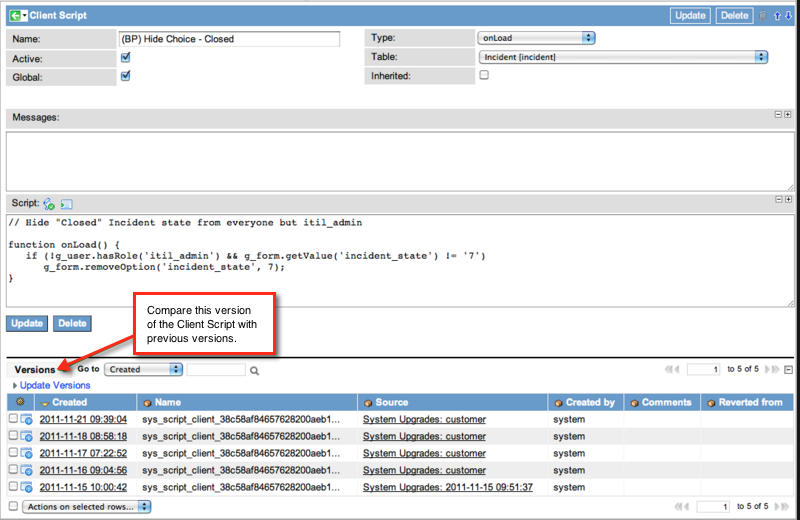 Client Script
Update
Delete
Name:
(BP) Hide Choice - Closed
Type:
onLoad
Active:
Table:
Incident [incident]
Global:
Inherited:
Messages:
Script:
// Hide "Closed" Incident state from everyone but itil_admin
function onLoad() {
if (!g_user.hasRole('itil_admin') && g_form.getValue('incident_state') != '7')
g_form.removeOption('incident_state', 7);
}
Update
Delete
Compare this version
of the Client Script with
previous versions.
Versions
Go to
Created
1
to 5 of 5
Update Versions
Created
Name
Source
Created by
Comments
Reverted from
2011-11-21 09:39:04 sys_script_client_38c58af84657628200aeb1... System Upgrades: customer system
2011-11-18 08:58:18 sys_script_client_38c58af84657628200aeb1... System Upgrades: customer system
2011-11-17 07:22:52 sys_script_client_38c58af84657628200aeb1... System Upgrades: customer system
2011-11-16 09:04:56 sys_script_client_38c58af84657628200aeb1... System Upgrades: customer system
2011-11-15 10:00:42 sys_script_client_38c58af84657628200aeb1... System Upgrades: 2011-11-15 09:51:37 system
Actions on selected rows...
1
to 5 of 5